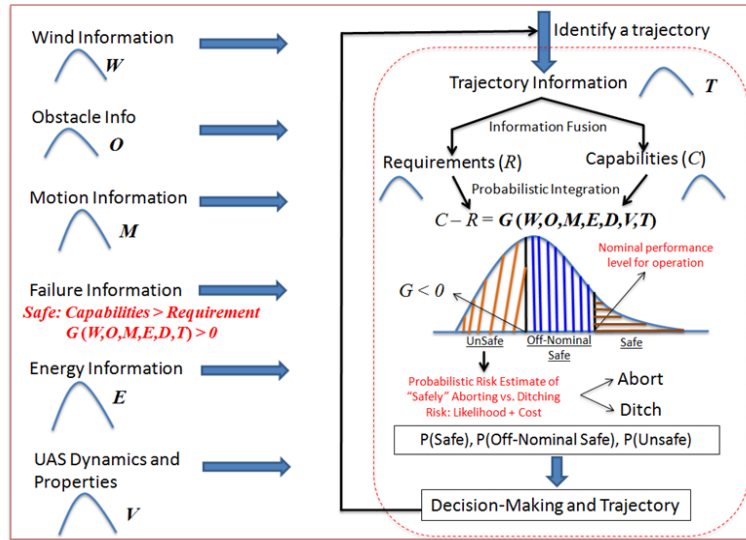 Wind Information
W
Obstacle Info
O
Motion Information
M
Failure Information
Safe: Capabilities > Requirement
G (W,O,M,E,D,T) > 0
Energy Information
E
UAS Dynamics and
Properties
V
Identify a trajectory
Trajectory Information
T
Information Fusion
Requirements (R)
Capabilities (C)
Probabilistic Integration
C – R = G (W,O,M,E,D,V,T)
Nominal performance
level for operation
G < 0
UnSafe
Off-Nominal
Safe
Safe
Probabilistic Risk Estimate of
"Safely" Aborting vs. Ditching
Risk: Likelihood + Cost
Abort
Ditch
P(Safe), P(Off-Nominal Safe), P(Unsafe)
Decision-Making and Trajectory